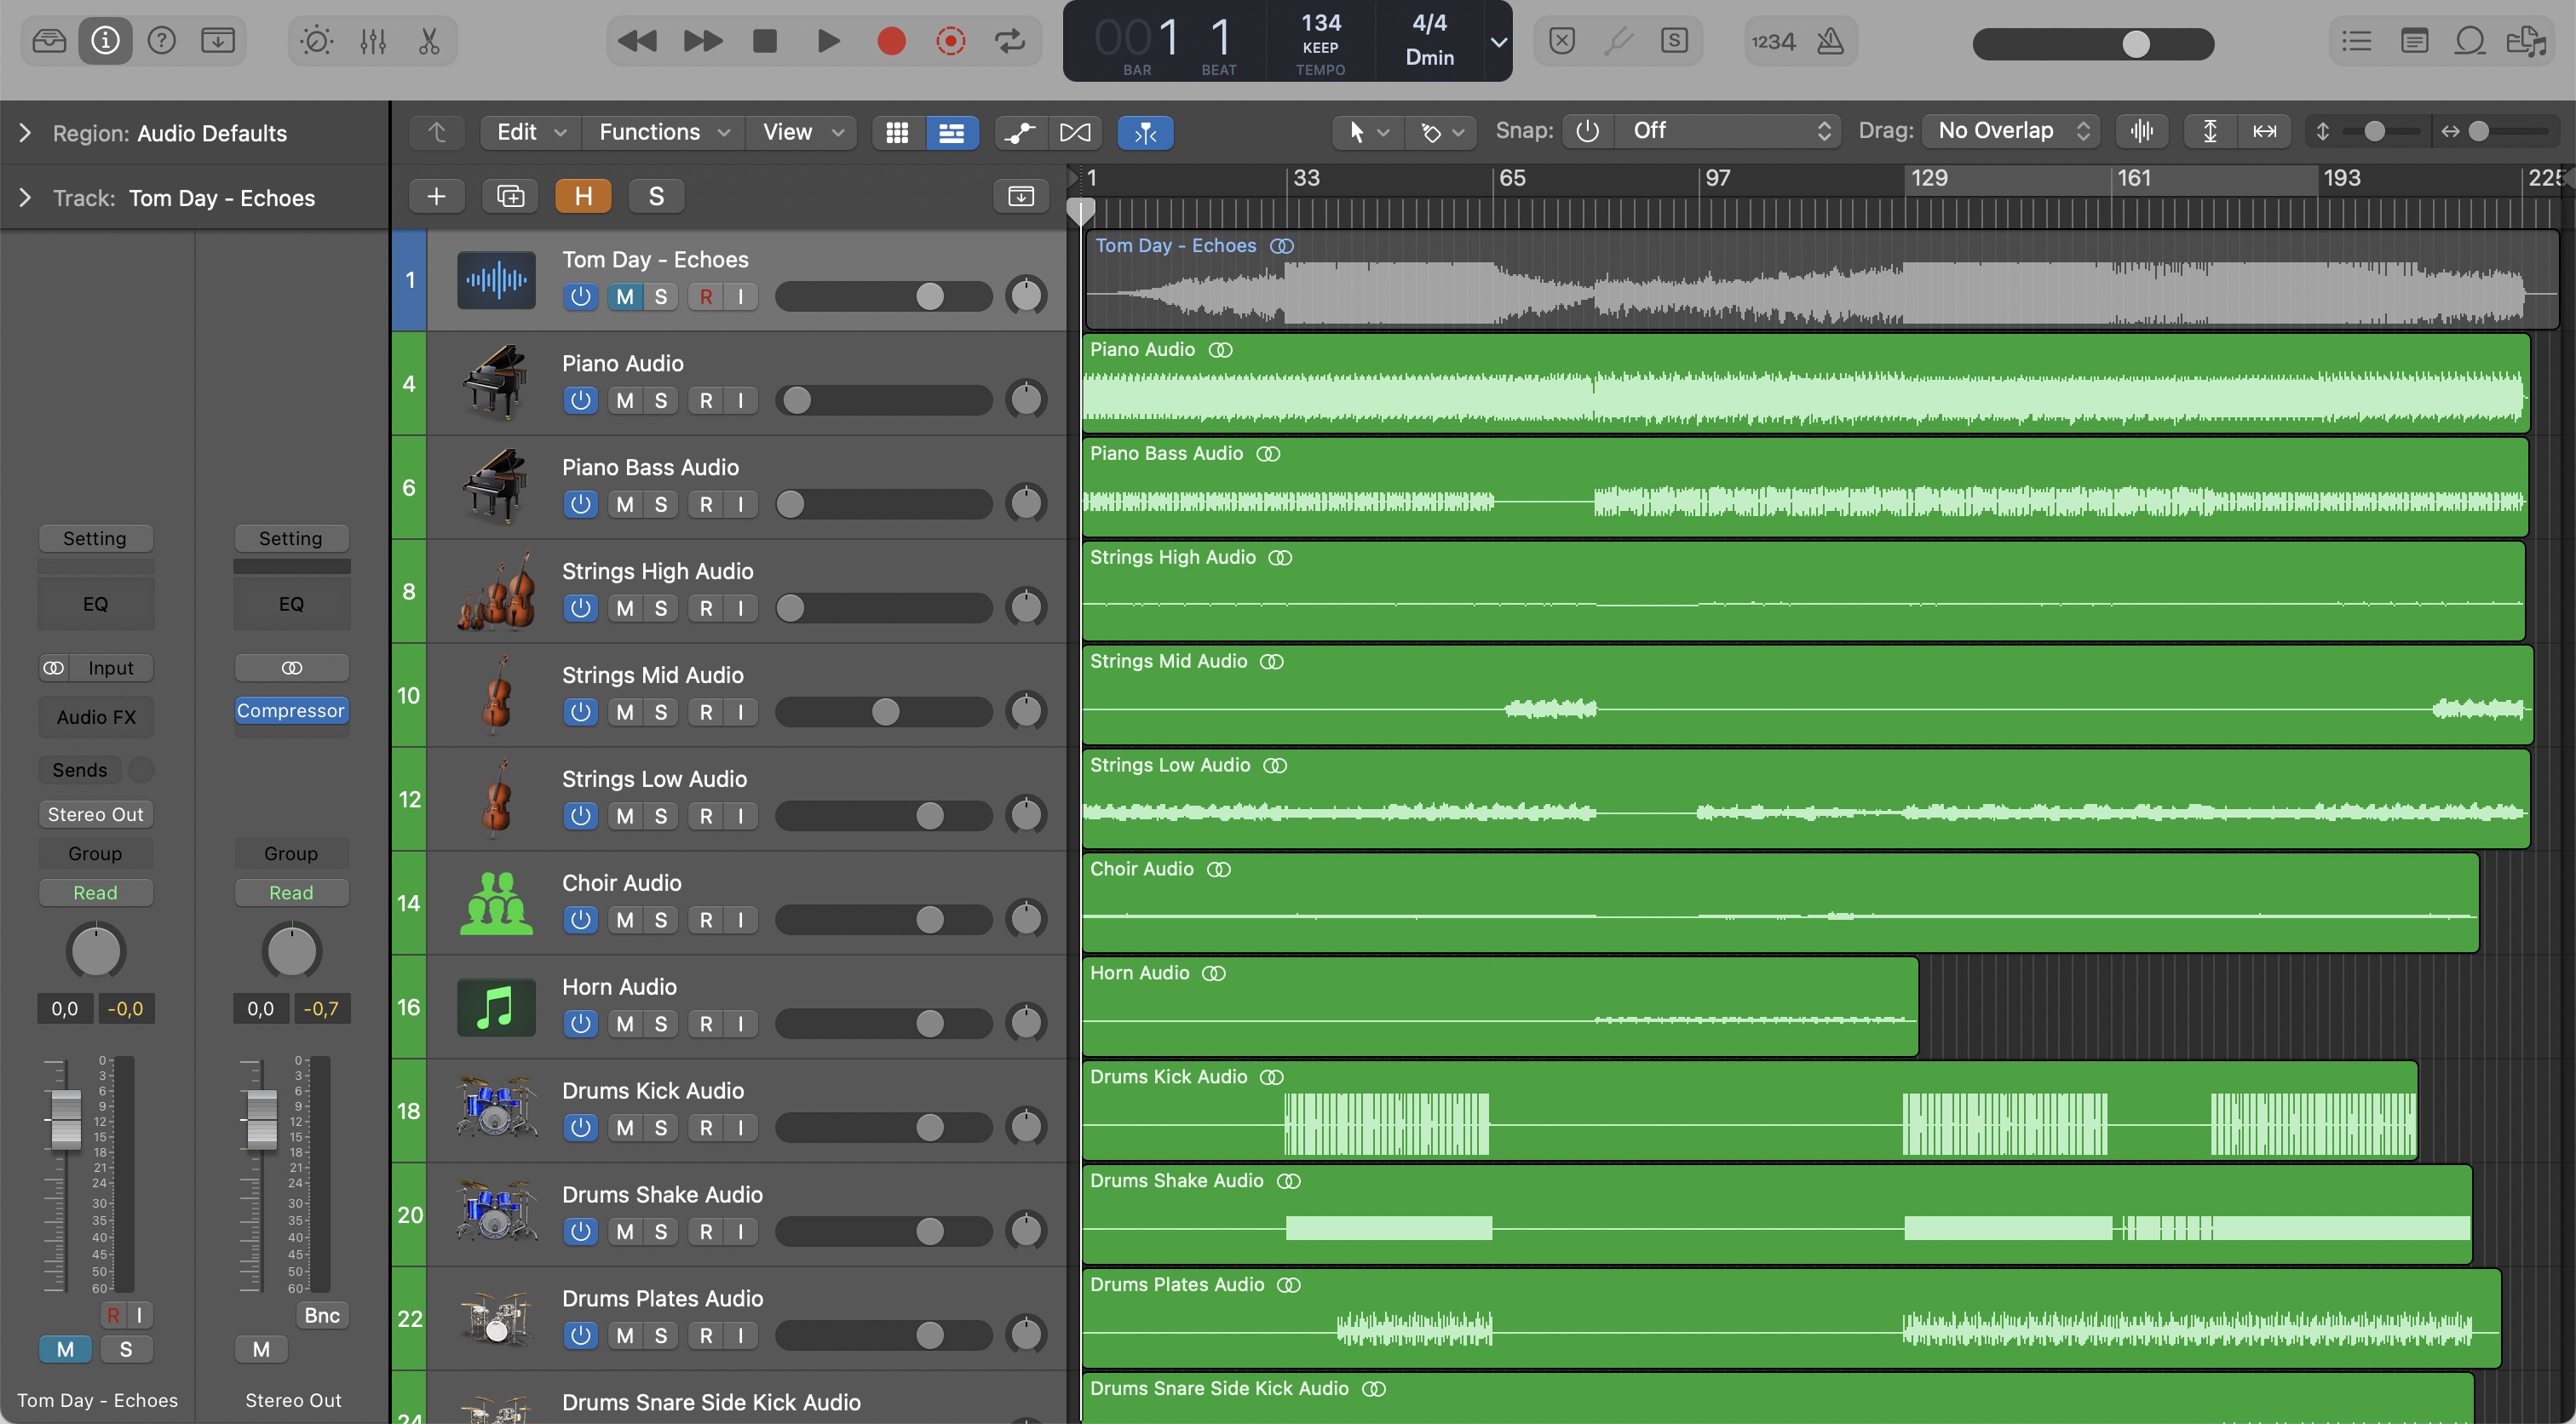 001 1 134 4/4
KEEP Dmin
BAR BEAT TEMPO
S
1234
Region: Audio Defaults
Edit Functions View
Snap: Off Drag: No Overlap
Track: Tom Day - Echoes
H S
1 33 65 97 129 161 193 225
1 Tom Day - Echoes
M S R I
Tom Day - Echoes
4 Piano Audio
M S R I
Piano Audio
6 Piano Bass Audio
M S R I
Piano Bass Audio
8 Strings High Audio
M S R I
Strings High Audio
10 Strings Mid Audio
M S R I
Strings Mid Audio
12 Strings Low Audio
M S R I
Strings Low Audio
14 Choir Audio
M S R I
Choir Audio
16 Horn Audio
M S R I
Horn Audio
18 Drums Kick Audio
M S R I
Drums Kick Audio
20 Drums Shake Audio
M S R I
Drums Shake Audio
22 Drums Plates Audio
M S R I
Drums Plates Audio
24 Drums Snare Side Kick Audio
Drums Snare Side Kick Audio
Setting Setting
EQ EQ
Input
Audio FX Compressor
Sends
Stereo Out
Group Group
Read Read
0,0 -0,0 0,0 -0,7
0 0
3 3
6 6
9 9
12 12
15 15
18 18
21 21
24 24
30 30
35 35
40 40
45 45
50 50
60 60
R I Bnc
M S M
Tom Day - Echoes Stereo Out